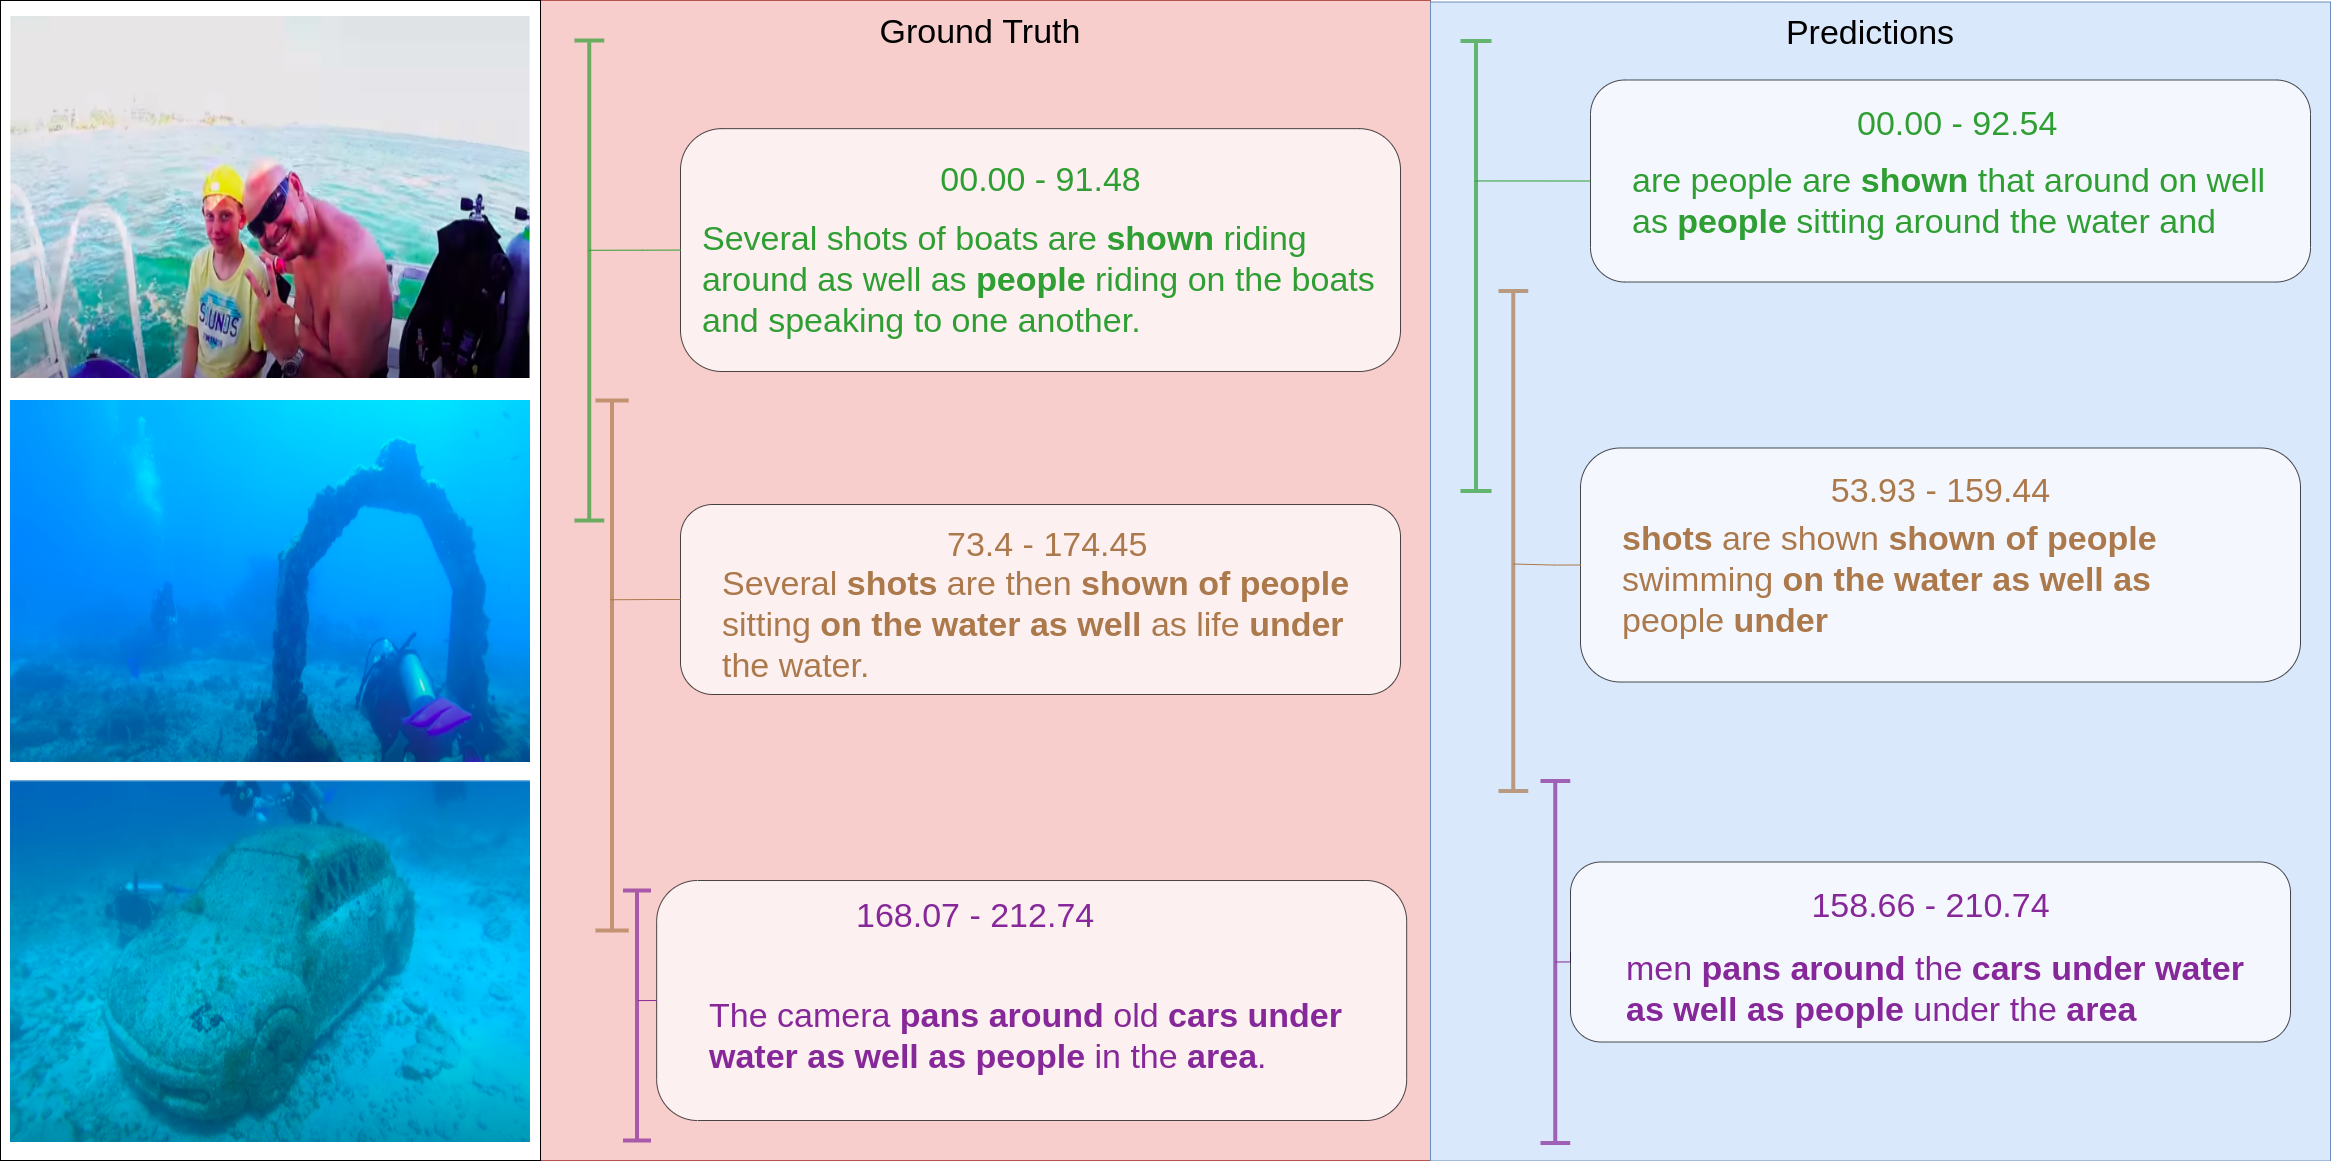 Ground Truth
00.00 - 91.48
Several shots of boats are shown riding
around as well as people riding on the boats
and speaking to one another.
73.4 - 174.45
Several shots are then shown of people
sitting on the water as well as life under
the water.
168.07 - 212.74
The camera pans around old cars under
water as well as people in the area.
Predictions
00.00 - 92.54
are people are shown that around on well
as people sitting around the water and
53.93 - 159.44
shots are shown shown of people
swimming on the water as well as
people under
158.66 - 210.74
men pans around the cars under water
as well as people under the area